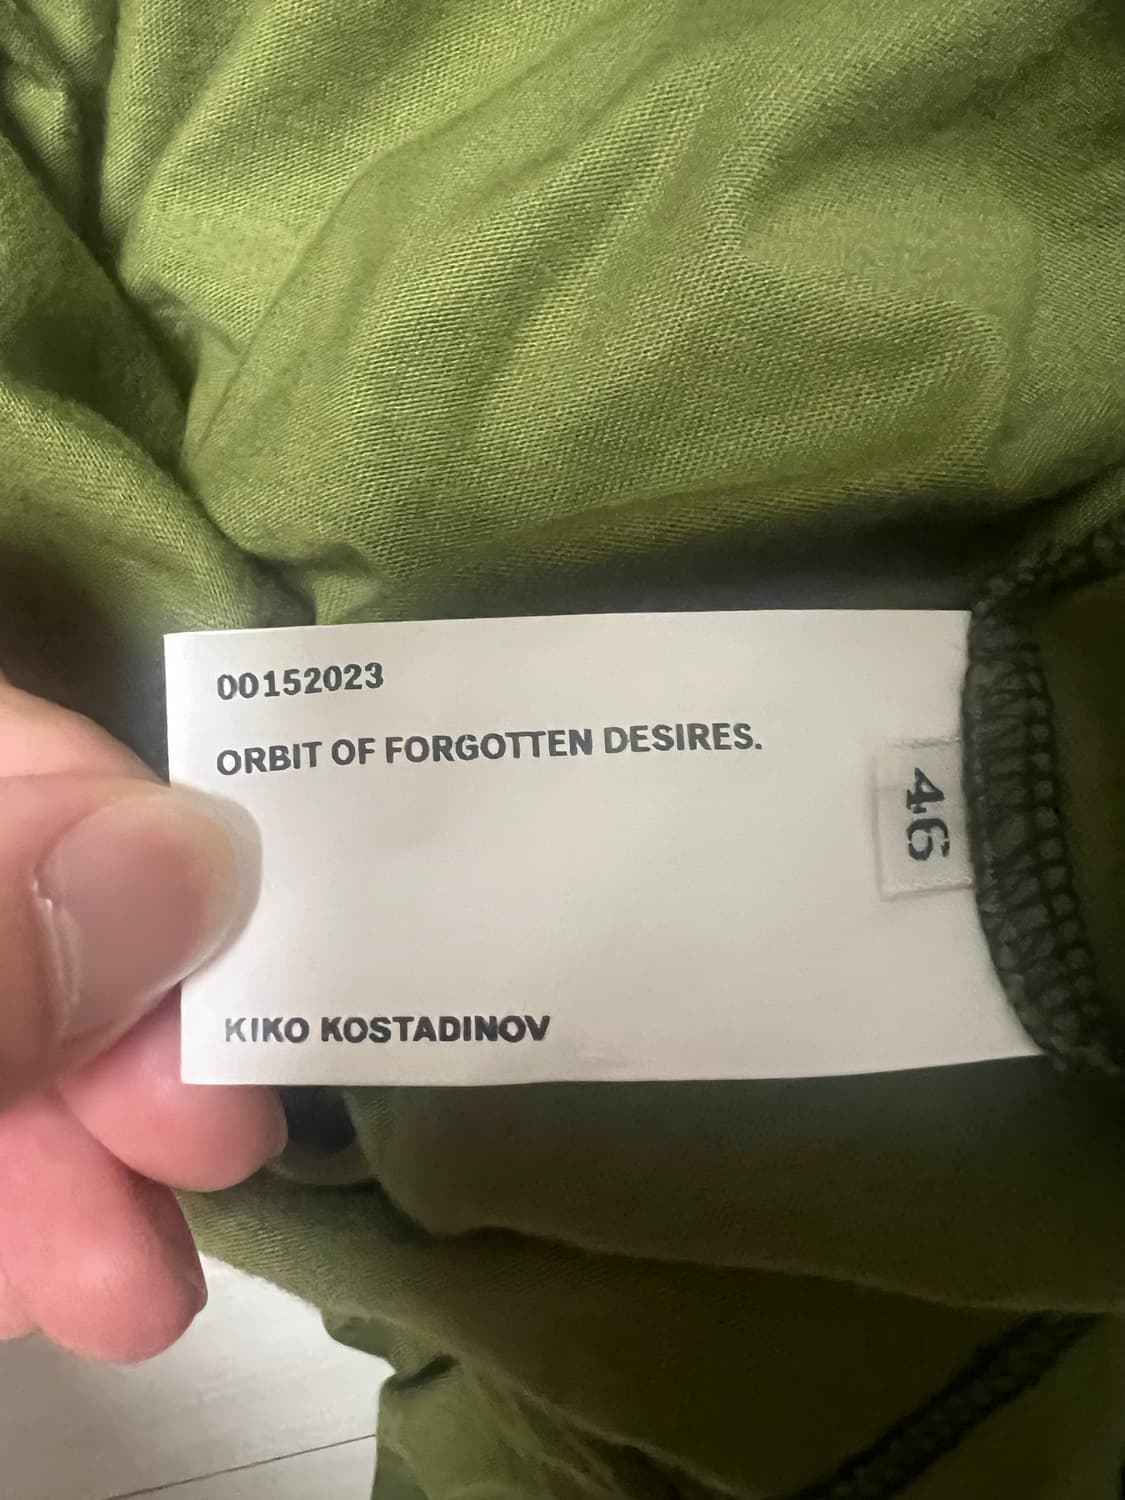 00152023
ORBIT OF FORGOTTEN DESIRES.
46
KIKO KOSTADINOV